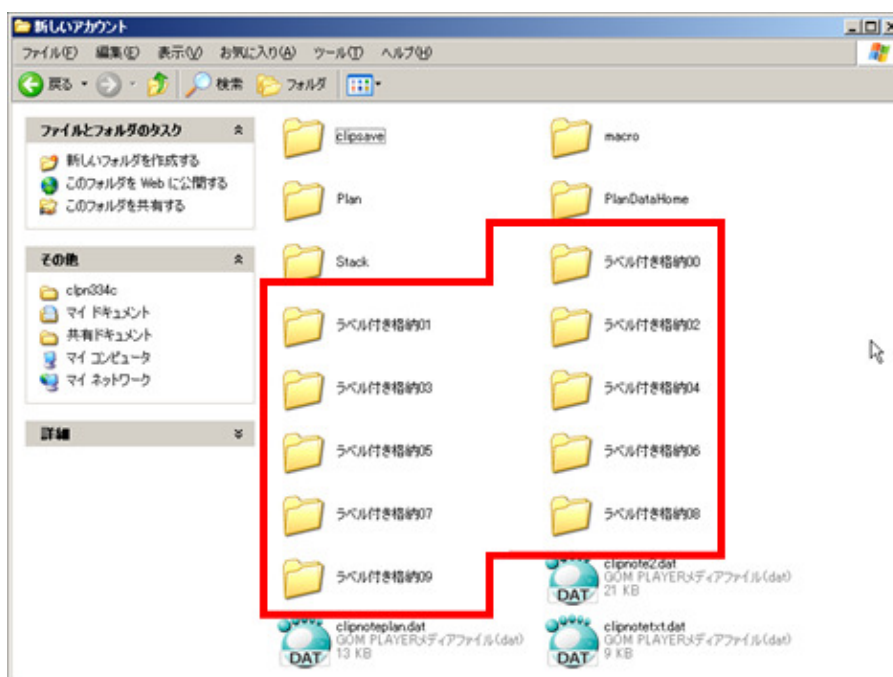 新しいアカウント
ファイル(F) 編集(E) 表示(V) お気に入り(A) ツール(T) ヘルプ(H)
戻る 検索 フォルダ
ファイルとフォルダのタスク
新しいフォルダを作成する
このフォルダを Web に公開する
このフォルダを共有する
その他
clpn334c
マイ ドキュメント
共有ドキュメント
マイ コンピュータ
マイ ネットワーク
詳細
clipsave
macro
Plan
PlanDataHome
Stack
ラベル付き格納00
ラベル付き格納01
ラベル付き格納02
ラベル付き格納03
ラベル付き格納04
ラベル付き格納05
ラベル付き格納06
ラベル付き格納07
ラベル付き格納08
ラベル付き格納09
DAT
clipnote2.dat
GOM PLAYERメディアファイル(dat)
21 KB
DAT
clipnoteplan.dat
GOM PLAYERメディアファイル(dat)
13 KB
DAT
clipnotetxt.dat
GOM PLAYERメディアファイル(dat)
9 KB